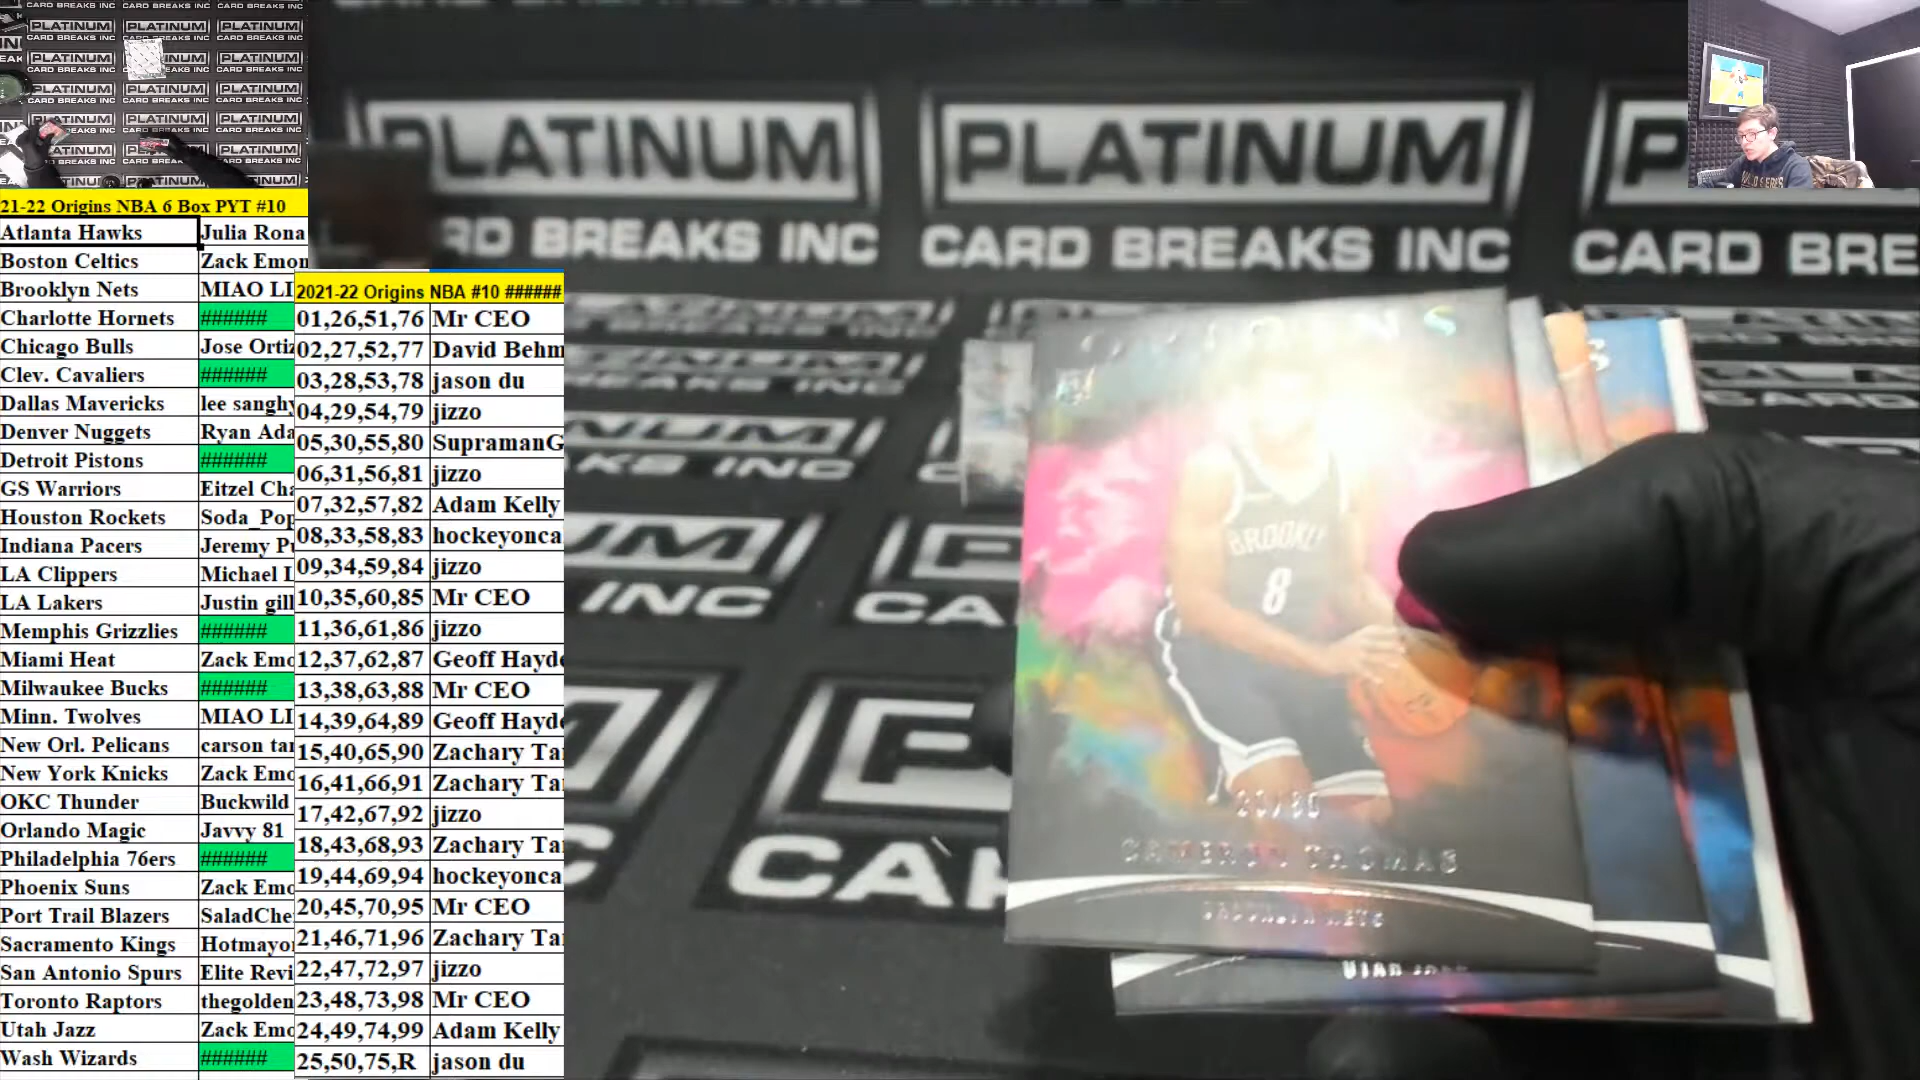 PLATINUM
CARD BREAKS INC
PLATINUM
CARD BREAKS INC
21-22 Origins NBA 6 Box PYT #10
Atlanta Hawks Julia Rona
Boston Celtics Zack Emon
Brooklyn Nets MIAO LI
Charlotte Hornets ######
Chicago Bulls Jose Ortiz
Clev. Cavaliers ######
Dallas Mavericks lee sanghy
Denver Nuggets Ryan Ada
Detroit Pistons ######
GS Warriors Eitzel Cha
Houston Rockets Soda_Pop
Indiana Pacers Jeremy Pu
LA Clippers Michael L
LA Lakers Justin gill
Memphis Grizzlies ######
Miami Heat Zack Emo
Milwaukee Bucks ######
Minn. Twolves MIAO LI
New Orl. Pelicans carson tan
New York Knicks Zack Emo
OKC Thunder Buckwild
Orlando Magic Javvy 81
Philadelphia 76ers ######
Phoenix Suns Zack Emo
Port Trail Blazers SaladChe
Sacramento Kings Hotmayo
San Antonio Spurs Elite Revi
Toronto Raptors thegolden
Utah Jazz Zack Emo
Wash Wizards ######
2021-22 Origins NBA #10 ######
01,26,51,76 Mr CEO
02,27,52,77 David Behm
03,28,53,78 jason du
04,29,54,79 jizzo
05,30,55,80 SupramanG
06,31,56,81 jizzo
07,32,57,82 Adam Kelly
08,33,58,83 hockeyonca
09,34,59,84 jizzo
10,35,60,85 Mr CEO
11,36,61,86 jizzo
12,37,62,87 Geoff Hayde
13,38,63,88 Mr CEO
14,39,64,89 Geoff Hayde
15,40,65,90 Zachary Ta
16,41,66,91 Zachary Ta
17,42,67,92 jizzo
18,43,68,93 Zachary Ta
19,44,69,94 hockeyonca
20,45,70,95 Mr CEO
21,46,71,96 Zachary Ta
22,47,72,97 jizzo
23,48,73,98 Mr CEO
24,49,74,99 Adam Kelly
25,50,75,R jason du
ORIGINS
BROOKLYN
8
CAMERON THOMAS
BROOKLYN NETS
UTAH JAZZ